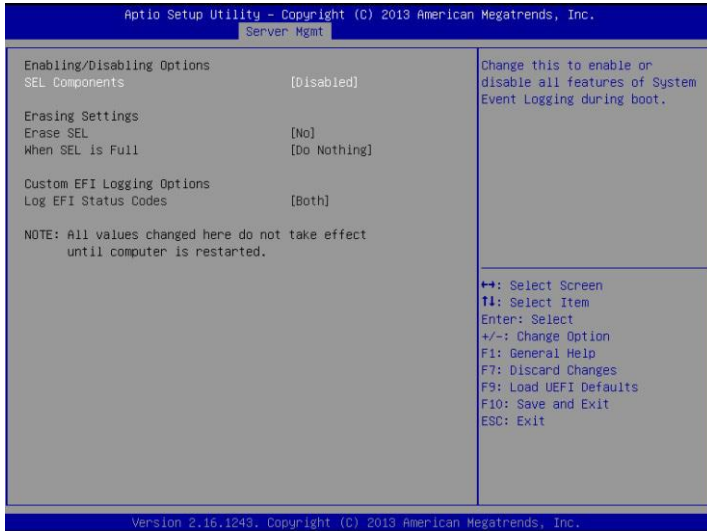 Aptio Setup Utility – Copyright (C) 2013 American Megatrends, Inc.
Server Mgmt
Enabling/Disabling Options
SEL Components [Disabled]
Erasing Settings
Erase SEL [No]
When SEL is Full [Do Nothing]
Custom EFI Logging Options
Log EFI Status Codes [Both]
NOTE: All values changed here do not take effect
until computer is restarted.
Change this to enable or
disable all features of System
Event Logging during boot.
↔: Select Screen
↑↓: Select Item
Enter: Select
+/-: Change Option
F1: General Help
F7: Discard Changes
F9: Load UEFI Defaults
F10: Save and Exit
ESC: Exit
Version 2.16.1243. Copyright (C) 2013 American Megatrends, Inc.